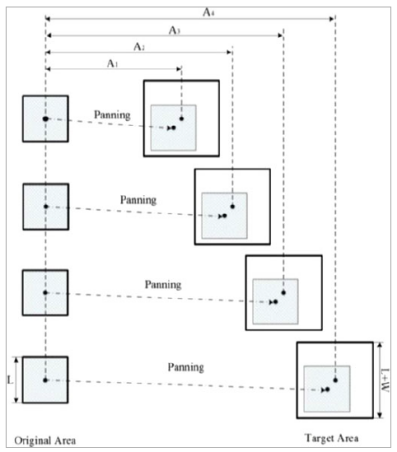 A4
A3
A2
A1
Panning
Panning
Panning
Panning
L
L+W
Original Area
Target Area